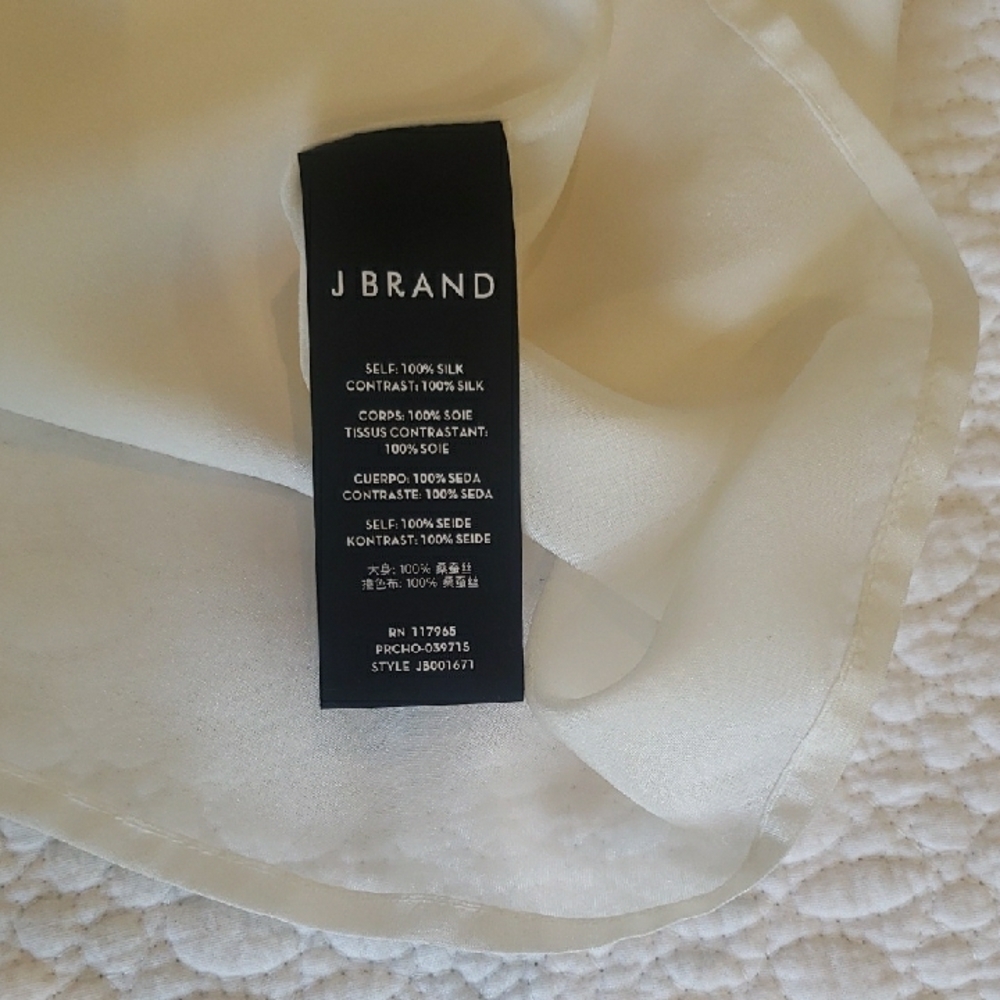 J BRAND
SELF: 100% SILK
CONTRAST: 100% SILK
CORPS: 100% SOIE
TISSUS CONTRASTANT:
100% SOIE
CUERPO: 100% SEDA
CONTRASTE: 100% SEDA
SELF: 100% SEIDE
KONTRAST: 100% SEIDE
大身: 100% 桑蚕丝
撞色布: 100% 桑蚕丝
RN 117965
PRCHO-039715
STYLE JB001671